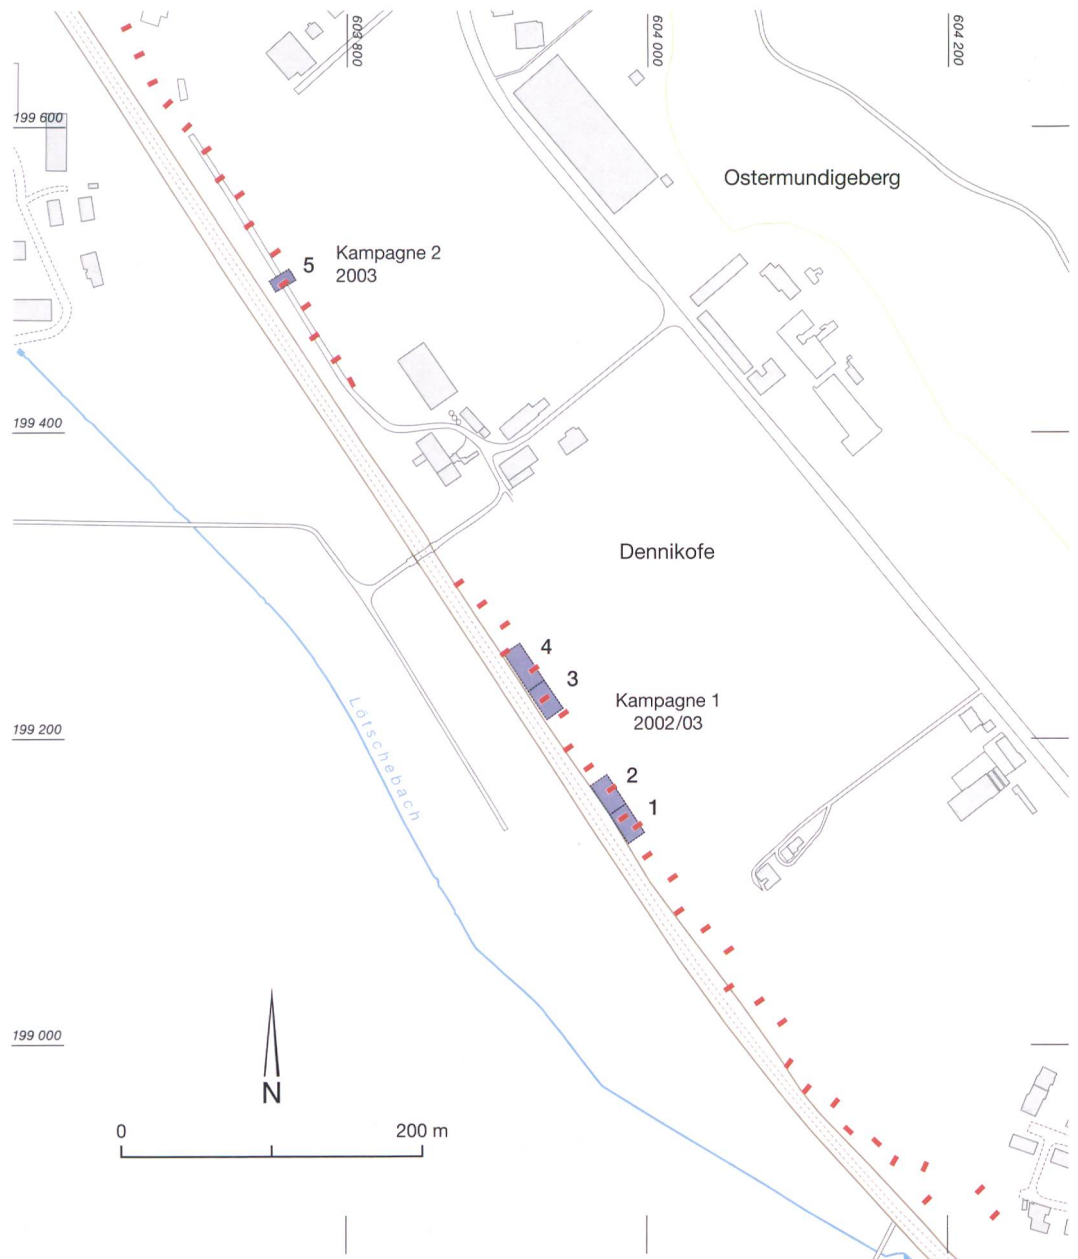 603 800
604 000
604 200
199 600
Ostermundigeberg
5
Kampagne 2
2003
199 400
Dennikofe
4
3
Kampagne 1
2002/03
199 200
Lötschebach
2
1
199 000
N
0
200 m